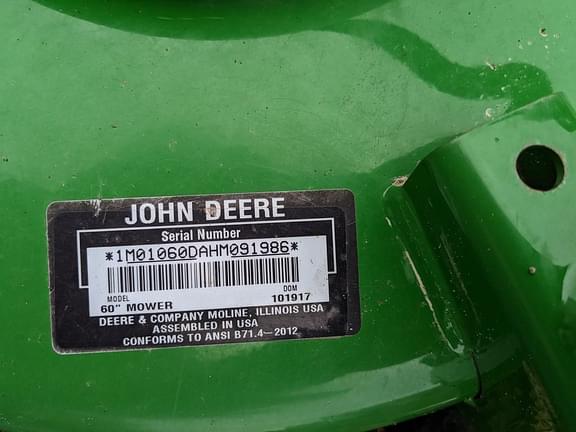 JOHN DEERE
Serial Number
*1M01060DAHM091986*
MODEL DOM
60" MOWER 101917
DEERE & COMPANY MOLINE, ILLINOIS USA
ASSEMBLED IN USA
CONFORMS TO ANSI B71.4-2012